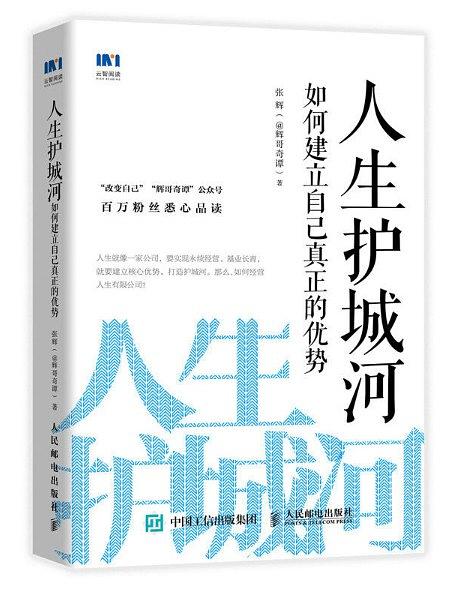 云智阅读
人生护城河
如何建立自己真正的优势
张辉(@辉哥奇谭)著
人民邮电出版社
云智阅读
人生护城河
如何建立自己真正的优势
张辉(@辉哥奇谭)著
“改变自己”“辉哥奇谭”公众号
百万粉丝悉心品读
人生就像一家公司,要实现永续经营、基业长青,
就要建立核心优势、打造护城河。那么,如何经营
人生有限公司?
人生
护城河
中国工信出版集团
人民邮电出版社
POSTS & TELECOM PRESS